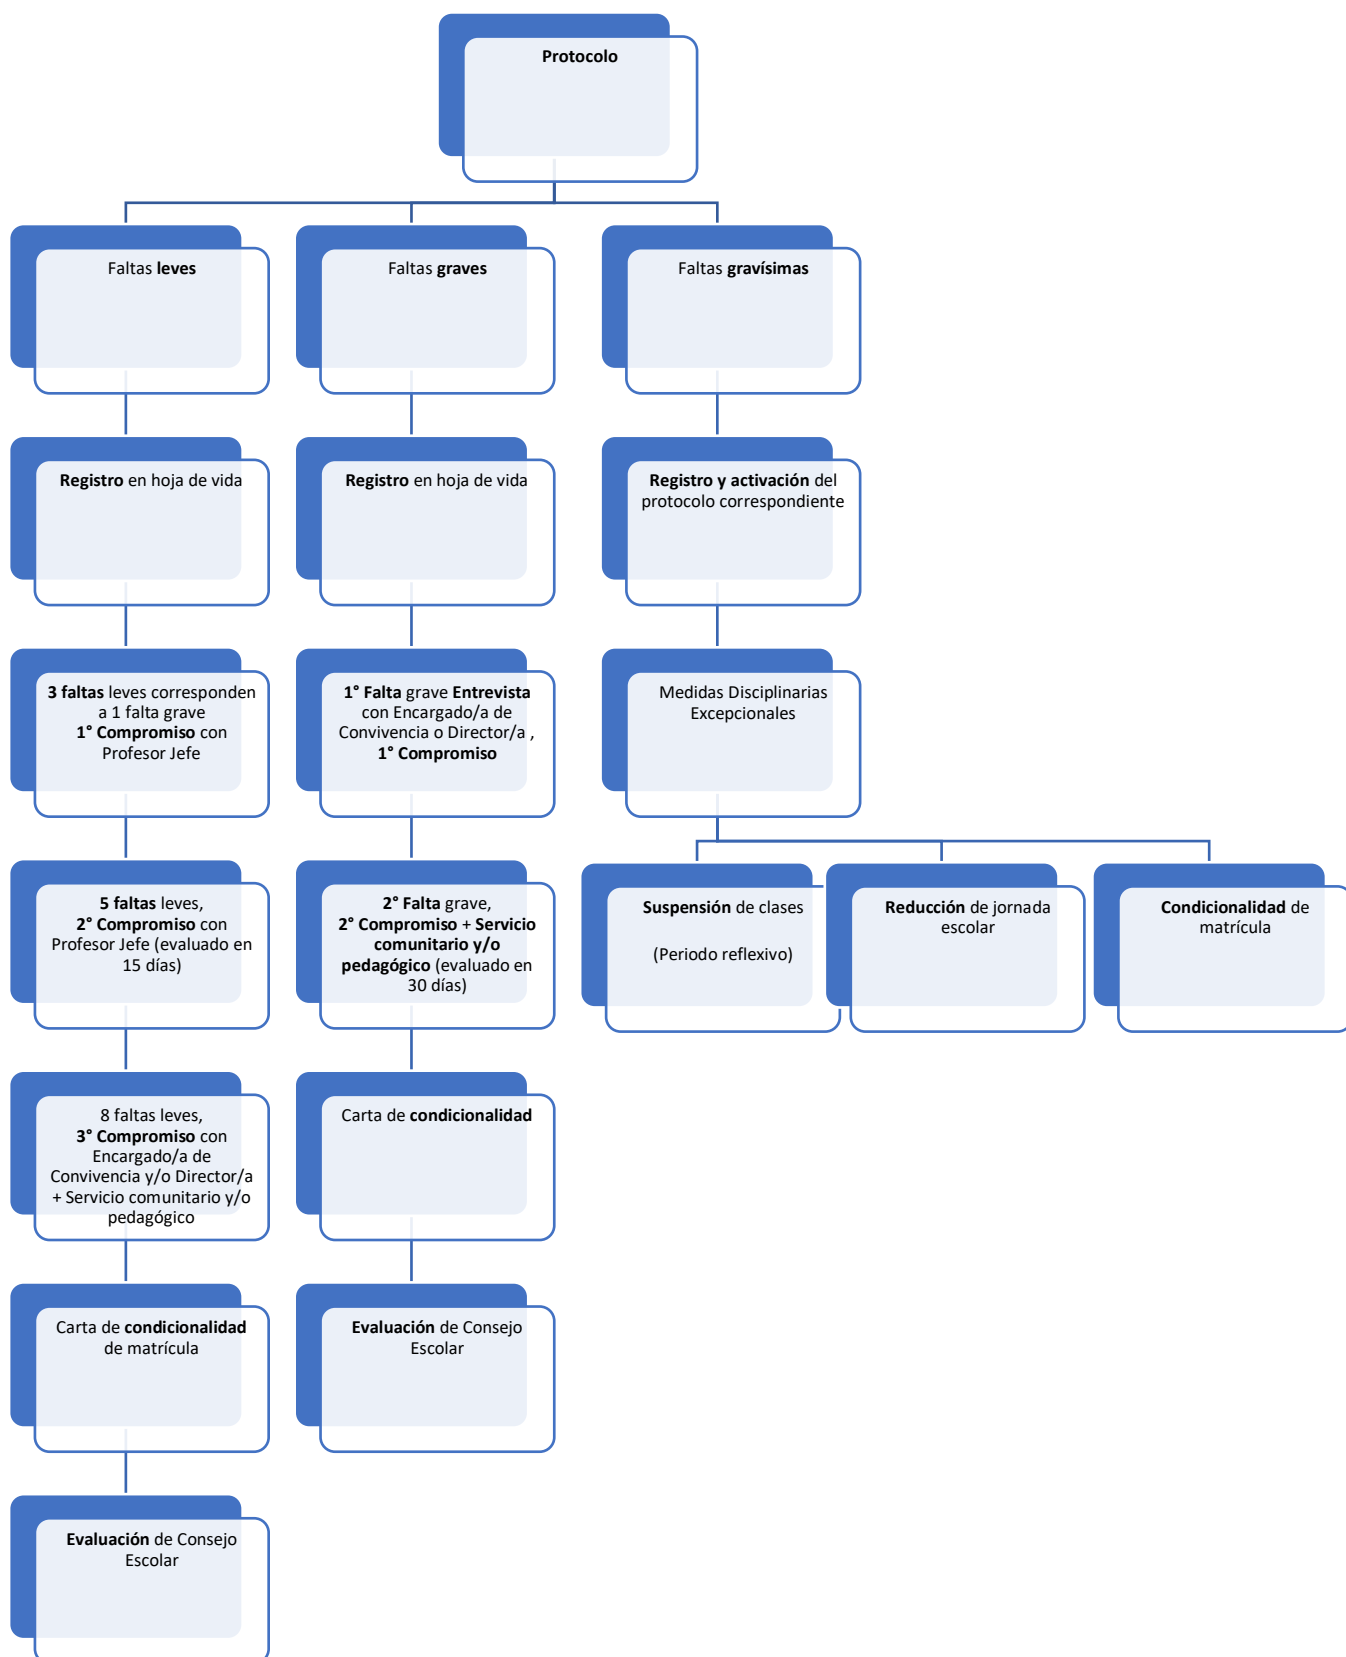 Protocolo
Faltas leves
Faltas graves
Faltas gravísimas
Registro en hoja de vida
Registro en hoja de vida
Registro y activación del
protocolo correspondiente
3 faltas leves corresponden
a 1 falta grave
1° Compromiso con
Profesor Jefe
1° Falta grave Entrevista
con Encargado/a de
Convivencia o Director/a ,
1° Compromiso
Medidas Disciplinarias
Excepcionales
5 faltas leves,
2° Compromiso con
Profesor Jefe (evaluado en
15 días)
2° Falta grave,
2° Compromiso + Servicio
comunitario y/o
pedagógico (evaluado en
30 días)
Suspensión de clases
(Periodo reflexivo)
Reducción de jornada
escolar
Condicionalidad de
matrícula
8 faltas leves,
3° Compromiso con
Encargado/a de
Convivencia y/o Director/a
+ Servicio comunitario y/o
pedagógico
Carta de condicionalidad
Carta de condicionalidad
de matrícula
Evaluación de Consejo
Escolar
Evaluación de Consejo
Escolar